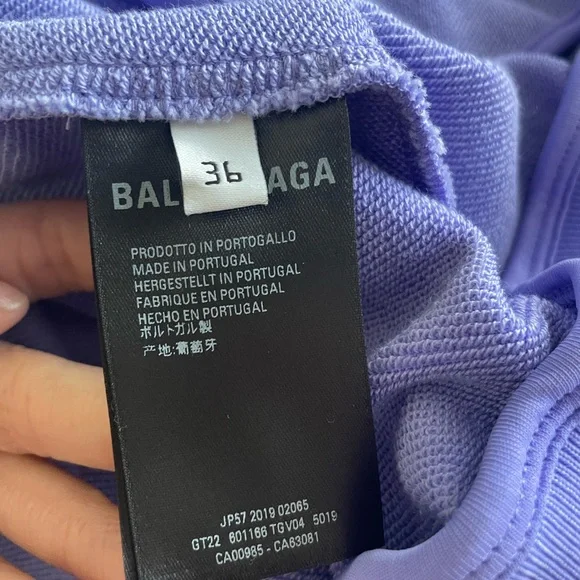 36
BAL AGA
PRODOTTO IN PORTOGALLO
MADE IN PORTUGAL
HERGESTELLT IN PORTUGAL
FABRIQUE EN PORTUGAL
HECHO EN PORTUGAL
ポルトガル製
产地:葡萄牙
JP57 2019 02065
GT22 601166 TGV04 5019
CA00985 - CA63081